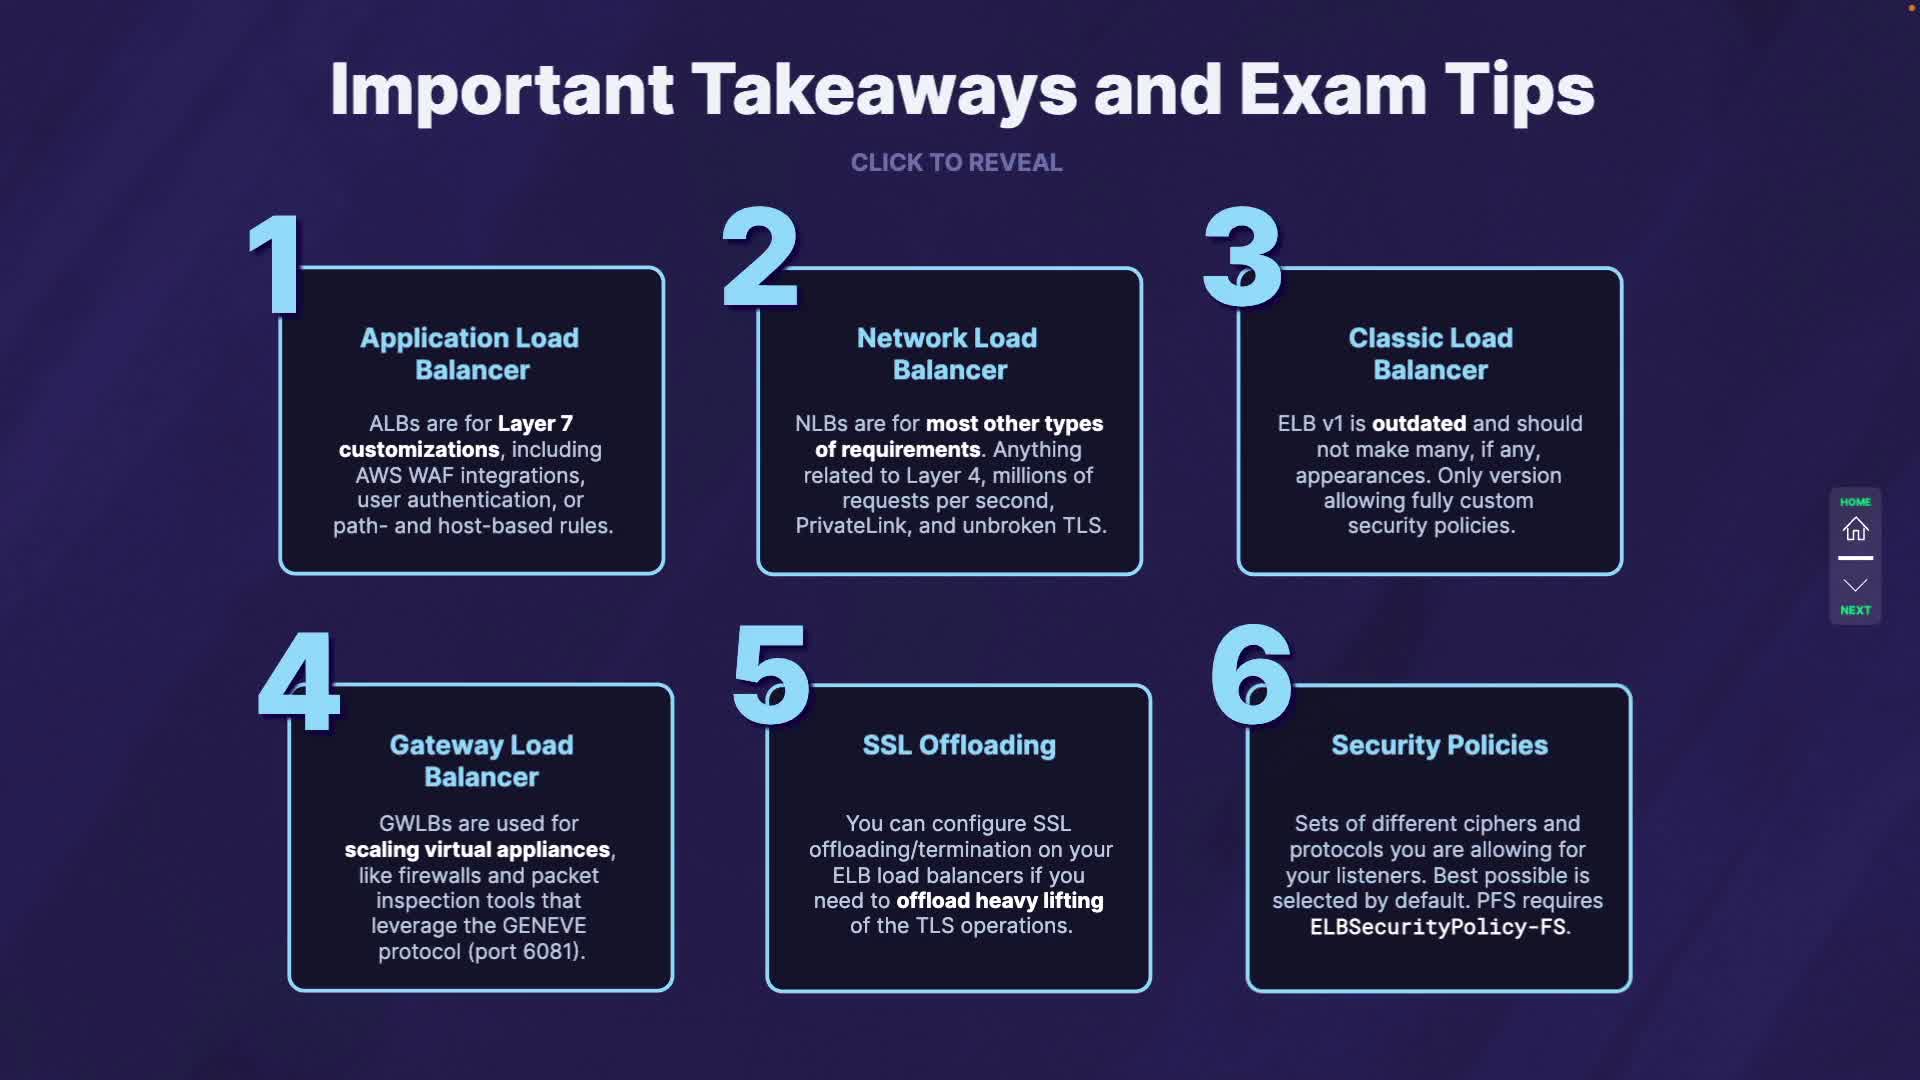 Important Takeaways and Exam Tips
CLICK TO REVEAL
1
Application Load
Balancer
ALBs are for Layer 7
customizations, including
AWS WAF integrations,
user authentication, or
path- and host-based rules.
2
Network Load
Balancer
NLBs are for most other types
of requirements. Anything
related to Layer 4, millions of
requests per second,
PrivateLink, and unbroken TLS.
3
Classic Load
Balancer
ELB v1 is outdated and should
not make many, if any,
appearances. Only version
allowing fully custom
security policies.
4
Gateway Load
Balancer
GWLBs are used for
scaling virtual appliances,
like firewalls and packet
inspection tools that
leverage the GENEVE
protocol (port 6081).
5
SSL Offloading
You can configure SSL
offloading/termination on your
ELB load balancers if you
need to offload heavy lifting
of the TLS operations.
6
Security Policies
Sets of different ciphers and
protocols you are allowing for
your listeners. Best possible is
selected by default. PFS requires
ELBSecurityPolicy-FS.
HOME
NEXT